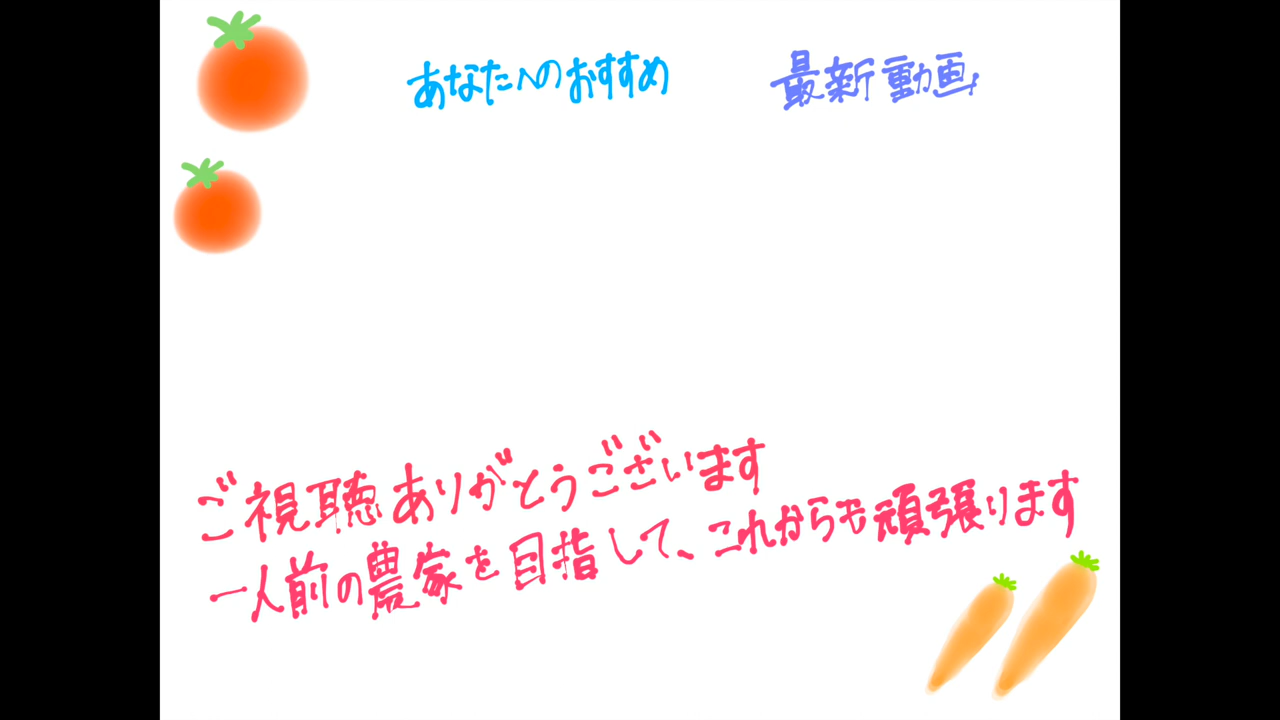 あなたへのおすすめ
最新動画
ご視聴ありがとうございます
一人前の農家を目指して、これからも頑張ります